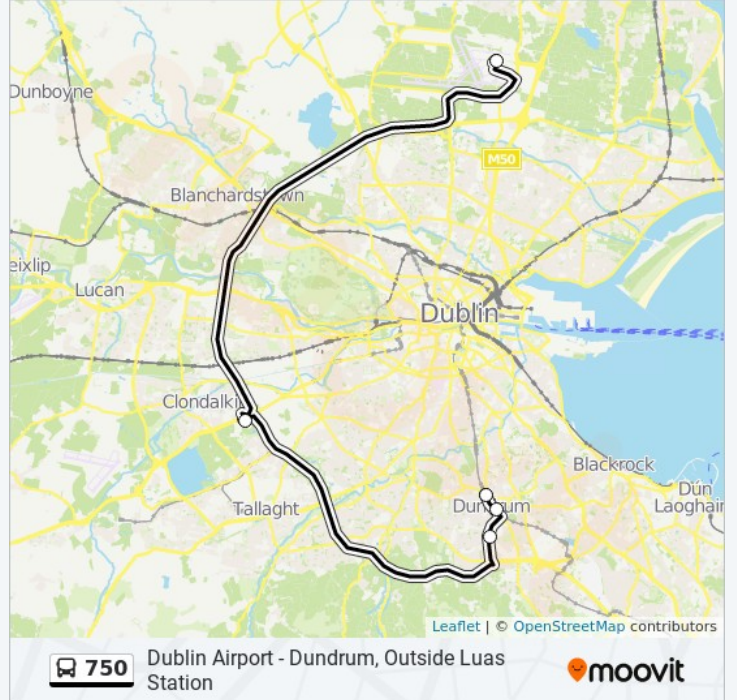 Dunboyne
M50
Blanchardstown
eixlip
Lucan
Dublin
Clondalki
Blackrock
Tallaght
Dundrum
Dún
Laoghair
Leaflet | © OpenStreetMap contributors
750
Dublin Airport - Dundrum, Outside Luas
Station
moovit